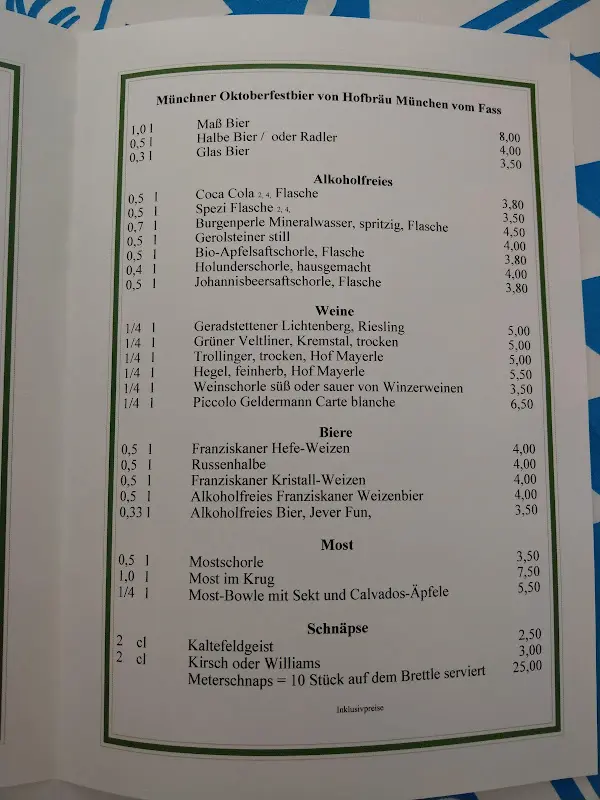 Münchner Oktoberfestbier von Hofbräu München vom Fass
1,0 l Maß Bier 8,00
0,5 l Halbe Bier / oder Radler 4,00
0,3 l Glas Bier 3,50
Alkoholfreies
0,5 l Coca Cola 2, 4, Flasche 3,80
0,5 l Spezi Flasche 2, 4, 3,50
0,7 l Burgenperle Mineralwasser, spritzig, Flasche 4,50
0,5 l Gerolsteiner still 4,00
0,5 l Bio-Apfelsaftschorle, Flasche 3,80
0,4 l Holunderschorle, hausgemacht 4,00
0,5 l Johannisbeersaftschorle, Flasche 3,80
Weine
1/4 l Geradstettener Lichtenberg, Riesling 5,00
1/4 l Grüner Veltliner, Kremstal, trocken 5,00
1/4 l Trollinger, trocken, Hof Mayerle 5,00
1/4 l Hegel, feinherb, Hof Mayerle 5,50
1/4 l Weinschorle süß oder sauer von Winzerweinen 3,50
1/4 l Piccolo Geldermann Carte blanche 6,50
Biere
0,5 l Franziskaner Hefe-Weizen 4,00
0,5 l Russenhalbe 4,00
0,5 l Franziskaner Kristall-Weizen 4,00
0,5 l Alkoholfreies Franziskaner Weizenbier 4,00
0,33 l Alkoholfreies Bier, Jever Fun, 3,50
Most
0,5 l Mostschorle 3,50
1,0 l Most im Krug 7,50
1/4 l Most-Bowle mit Sekt und Calvados-Äpfele 5,50
Schnäpse
2 cl Kaltefeldgeist 2,50
2 cl Kirsch oder Williams 3,00
Meterschnaps = 10 Stück auf dem Brettle serviert 25,00
Inklusivpreise